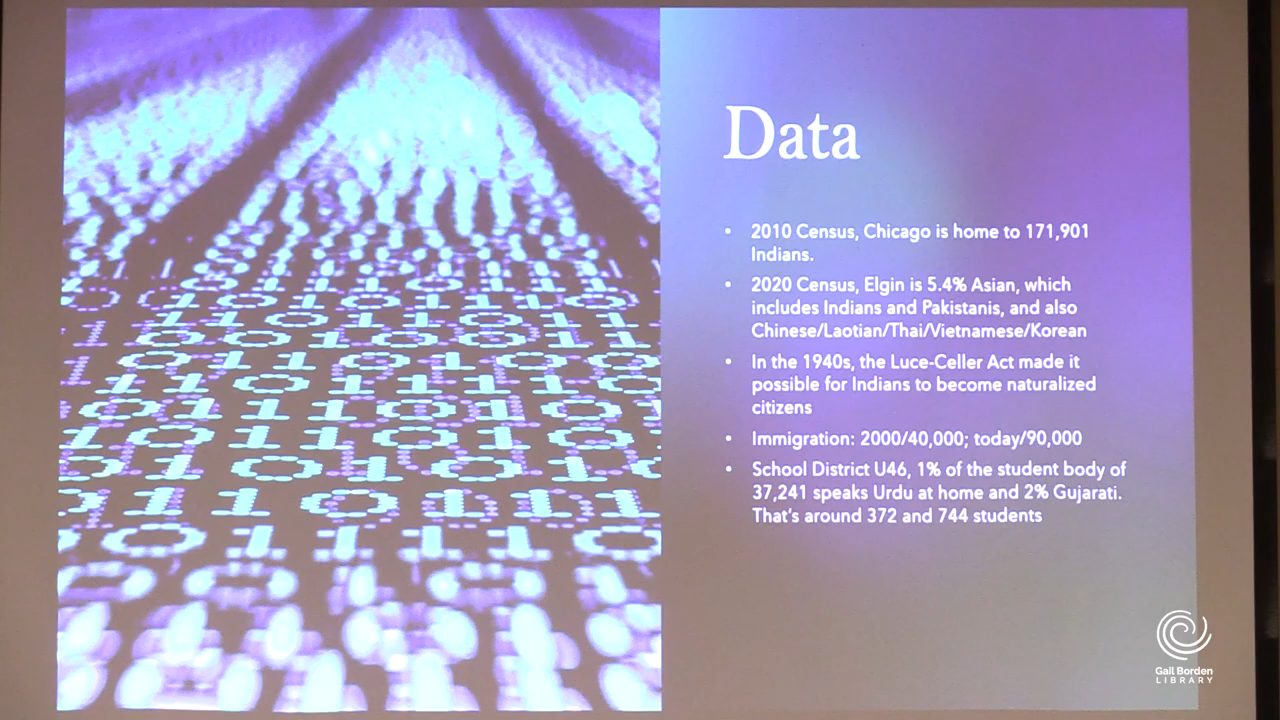 Data
• 2010 Census, Chicago is home to 171,901
Indians.
• 2020 Census, Elgin is 5.4% Asian, which
includes Indians and Pakistanis, and also
Chinese/Laotian/Thai/Vietnamese/Korean
• In the 1940s, the Luce-Celler Act made it
possible for Indians to become naturalized
citizens
• Immigration: 2000/40,000; today/90,000
• School District U46, 1% of the student body of
37,241 speaks Urdu at home and 2% Gujarati.
That's around 372 and 744 students
Gail Borden
LIBRARY